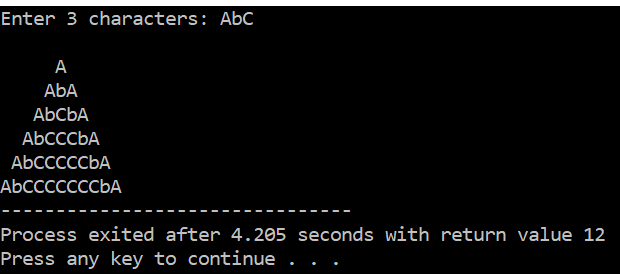 Enter 3 characters: AbC
     A
    AbA
   AbCbA
  AbCCCbA
 AbCCCCCbA
AbCCCCCCCbA
--------------------------------
Process exited after 4.205 seconds with return value 12
Press any key to continue . . .